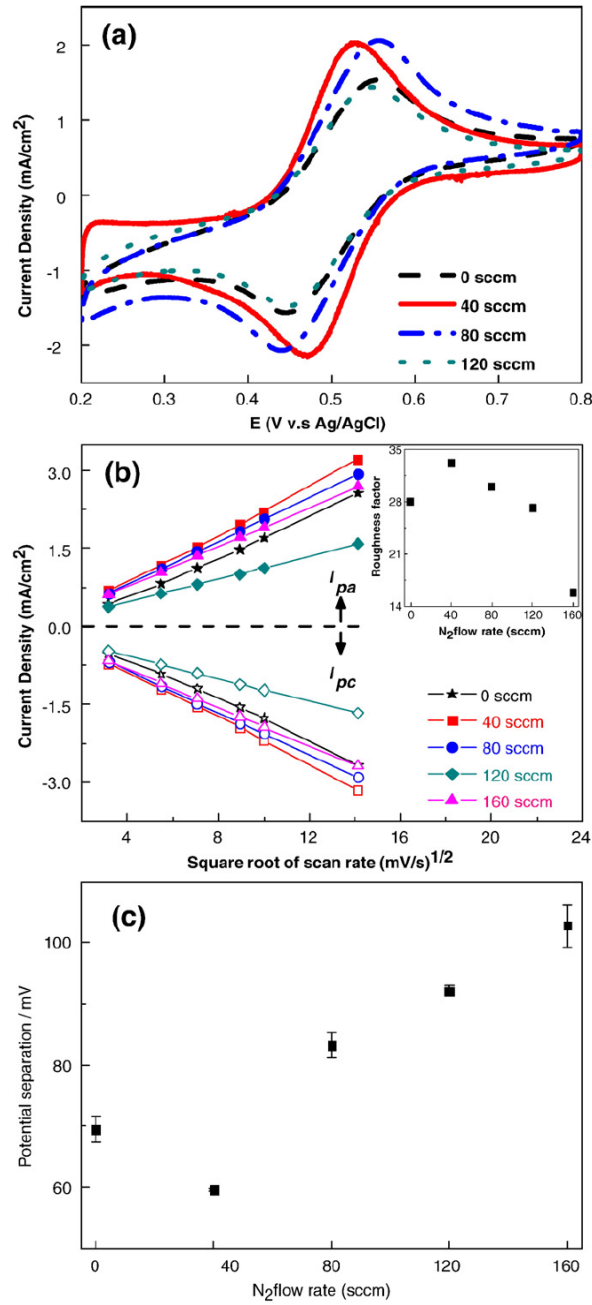 (a)
2
1
0
-1
-2
Current Density (mA/cm²)
0 sccm
40 sccm
80 sccm
120 sccm
0.2 0.3 0.4 0.5 0.6 0.7 0.8
E (V v.s Ag/AgCl)
(b)
3.0
1.5
0.0
-1.5
-3.0
Current Density (mA/cm²)
35
28
21
14
Roughness factor
0 40 80 120 160
N₂flow rate (sccm)
i pa
i pc
0 sccm
40 sccm
80 sccm
120 sccm
160 sccm
4 8 12 16 20 24
Square root of scan rate (mV/s)^1/2
(c)
100
80
60
Potential separation / mV
0 40 80 120 160
N₂flow rate (sccm)